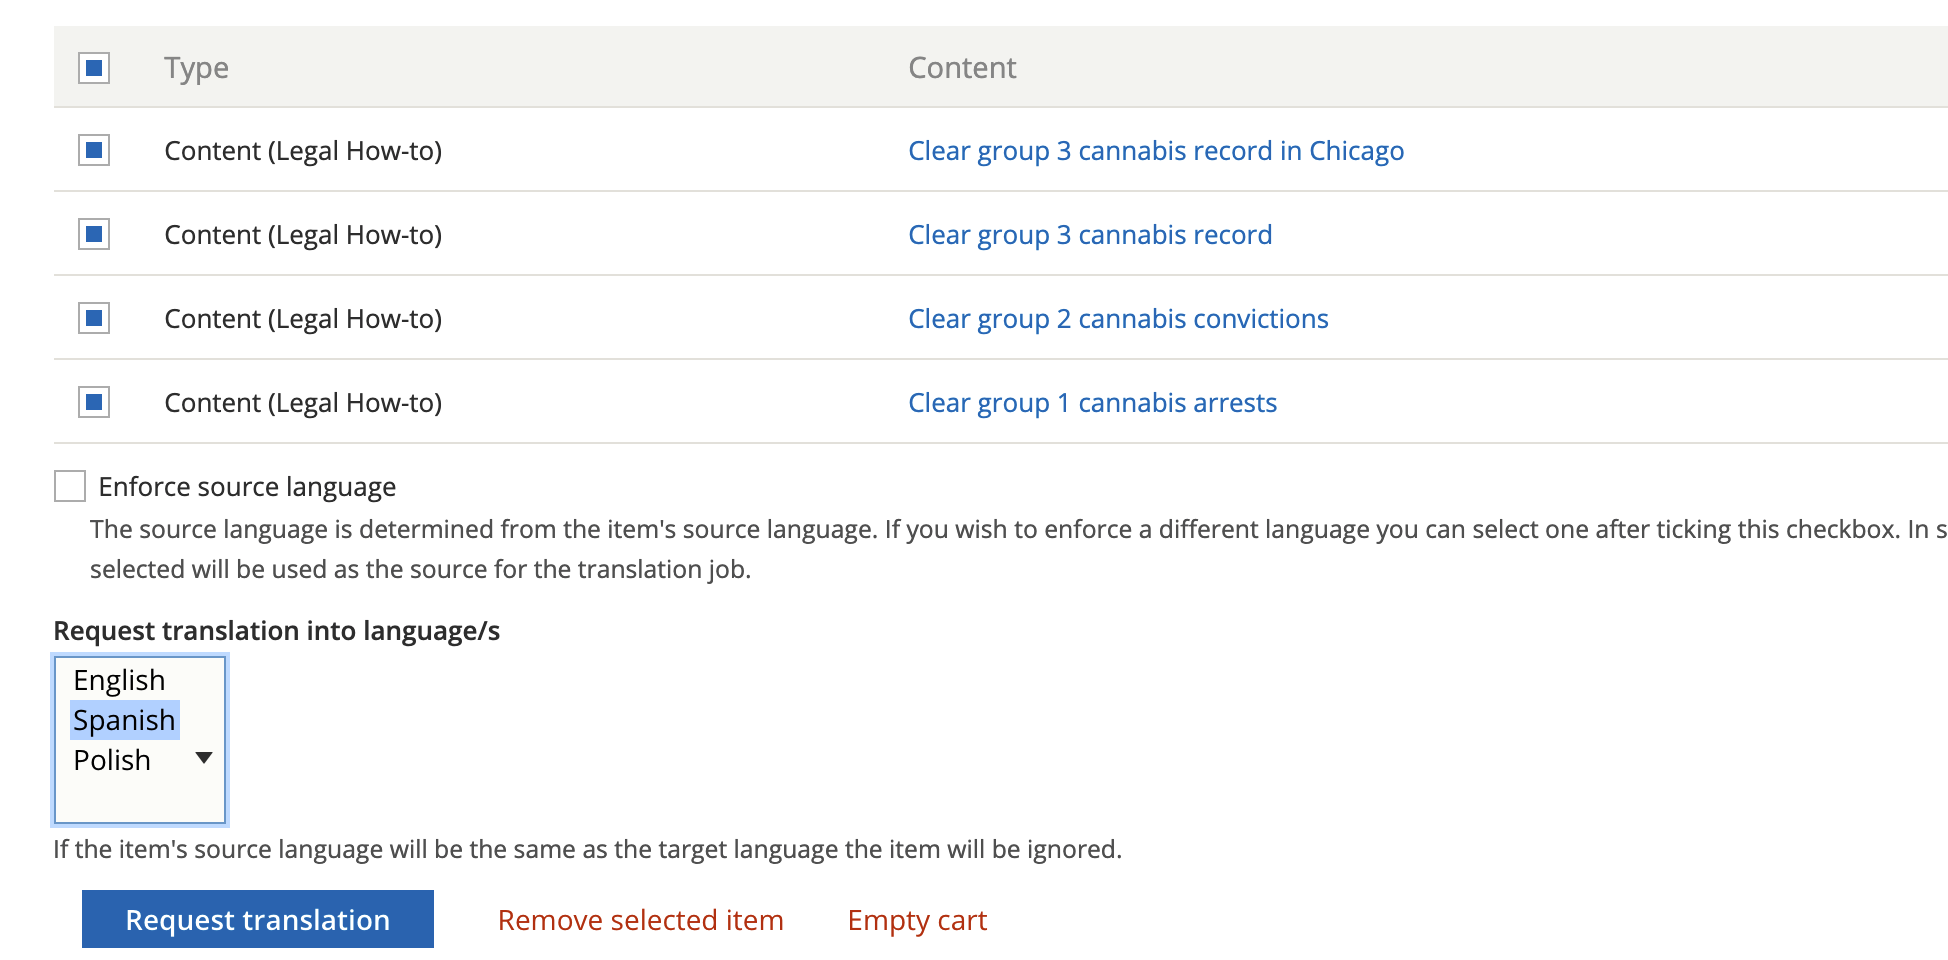 Type Content
Content (Legal How-to) Clear group 3 cannabis record in Chicago
Content (Legal How-to) Clear group 3 cannabis record
Content (Legal How-to) Clear group 2 cannabis convictions
Content (Legal How-to) Clear group 1 cannabis arrests
Enforce source language
The source language is determined from the item's source language. If you wish to enforce a different language you can select one after ticking this checkbox. In s
selected will be used as the source for the translation job.
Request translation into language/s
English
Spanish
Polish
If the item's source language will be the same as the target language the item will be ignored.
Request translation Remove selected item Empty cart